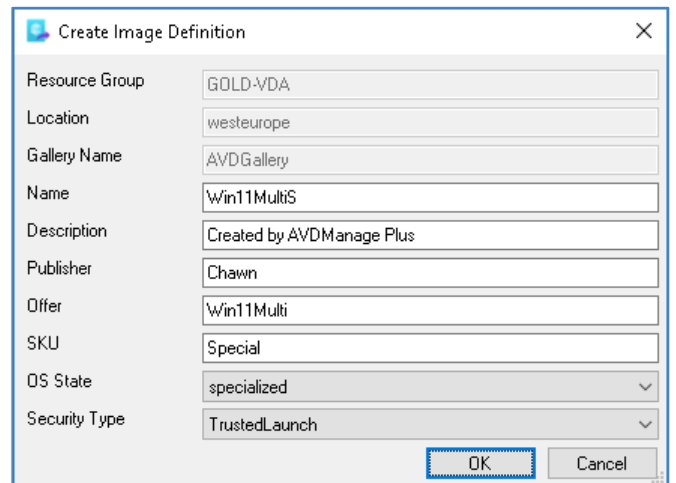 Create Image Definition
Resource Group GOLD-VDA
Location westeurope
Gallery Name AVDGallery
Name Win11MultiS
Description Created by AVDManage Plus
Publisher Chawn
Offer Win11Multi
SKU Special
OS State specialized
Security Type TrustedLaunch
OK Cancel